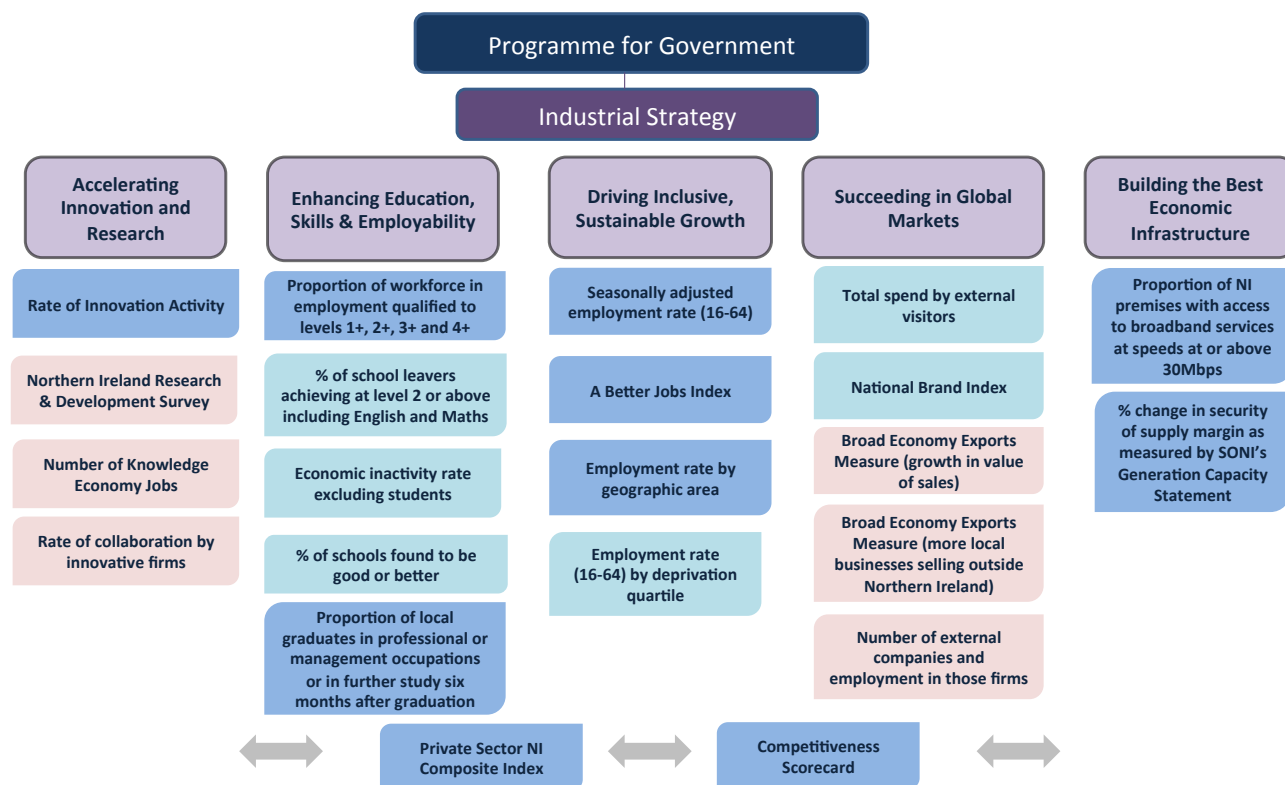 Programme for Government
Industrial Strategy
Accelerating
Innovation and
Research
Rate of Innovation Activity
Northern Ireland Research
& Development Survey
Number of Knowledge
Economy Jobs
Rate of collaboration by
innovative firms
Enhancing Education,
Skills & Employability
Proportion of workforce in
employment qualified to
levels 1+, 2+, 3+ and 4+
% of school leavers
achieving at level 2 or above
including English and Maths
Economic inactivity rate
excluding students
% of schools found to be
good or better
Proportion of local
graduates in professional or
management occupations
or in further study six
months after graduation
Driving Inclusive,
Sustainable Growth
Seasonally adjusted
employment rate (16-64)
A Better Jobs Index
Employment rate by
geographic area
Employment rate
(16-64) by deprivation
quartile
Succeeding in Global
Markets
Total spend by external
visitors
National Brand Index
Broad Economy Exports
Measure (growth in value
of sales)
Broad Economy Exports
Measure (more local
businesses selling outside
Northern Ireland)
Number of external
companies and
employment in those firms
Building the Best
Economic
Infrastructure
Proportion of NI
premises with access
to broadband services
at speeds at or above
30Mbps
% change in security
of supply margin as
measured by SONI's
Generation Capacity
Statement
Private Sector NI
Composite Index
Competitiveness
Scorecard